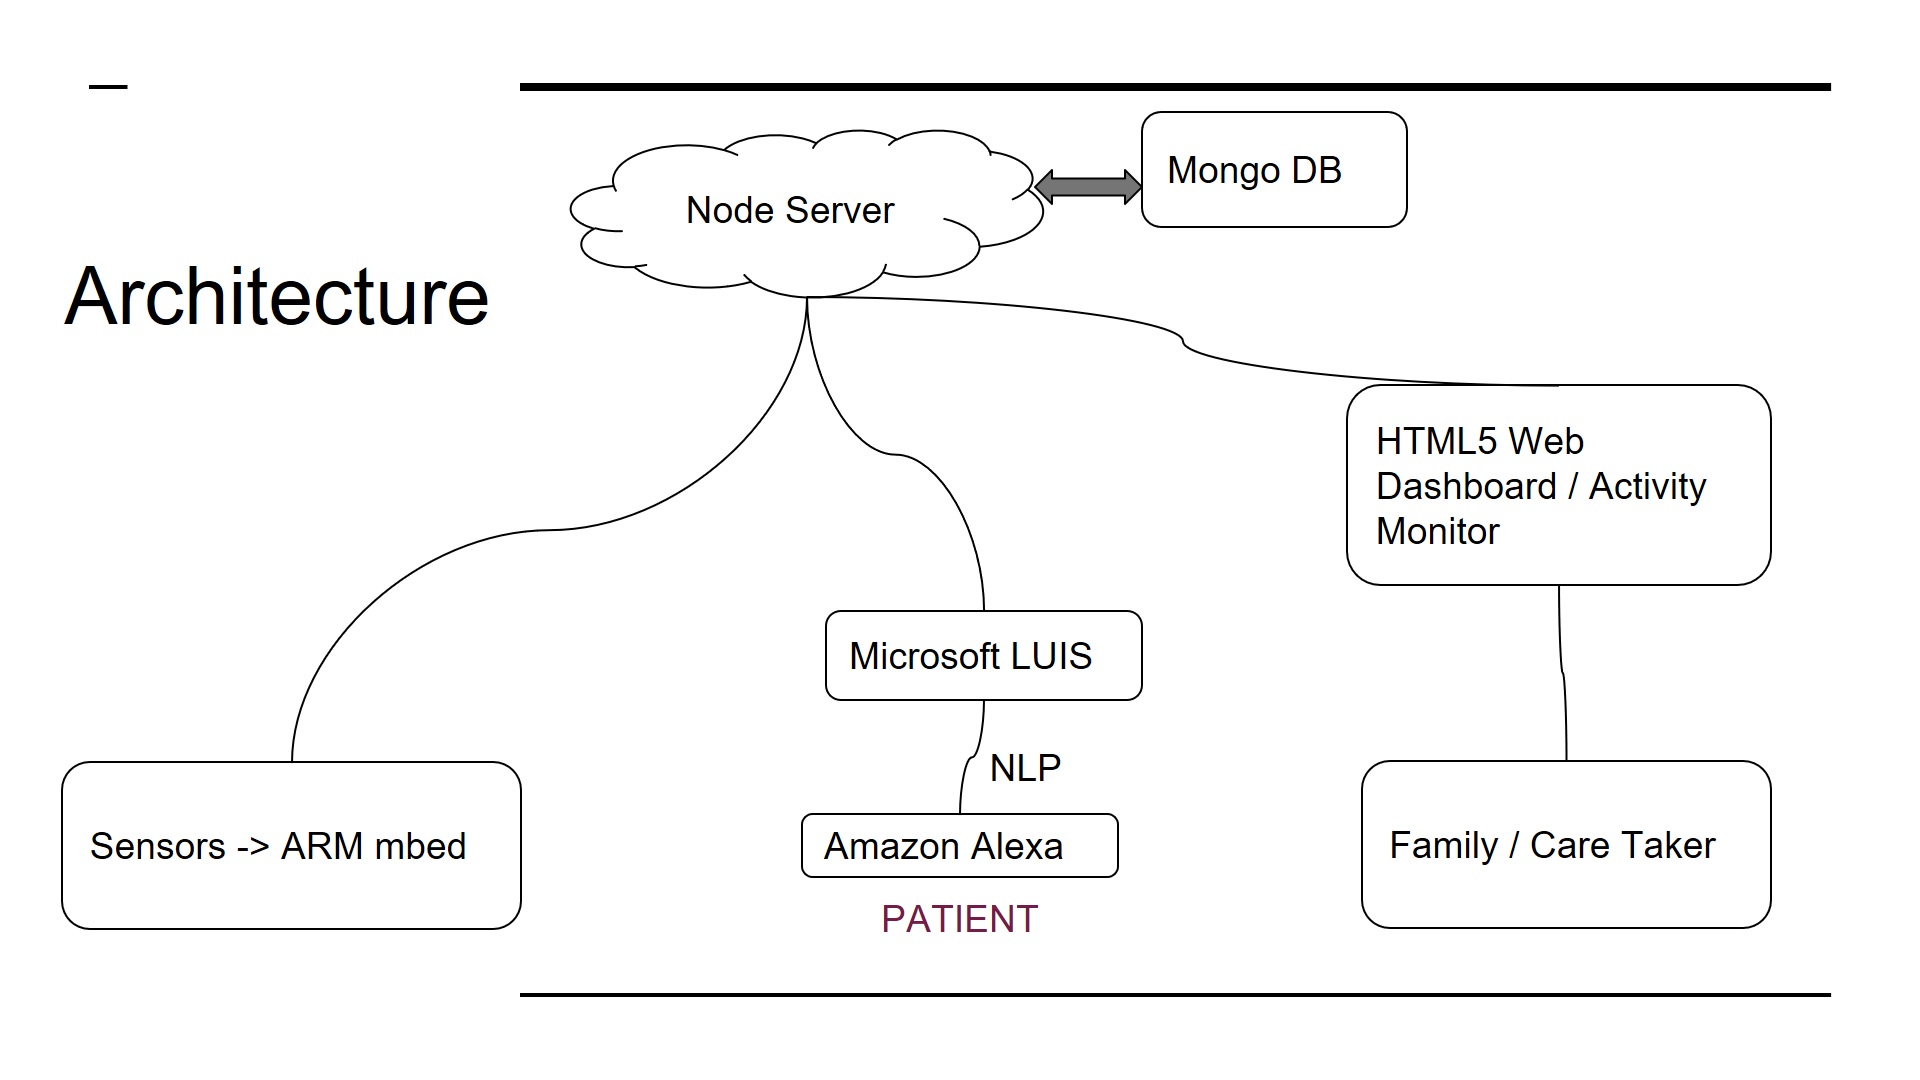 Architecture
Node Server
Mongo DB
HTML5 Web
Dashboard / Activity
Monitor
Microsoft LUIS
NLP
Sensors -> ARM mbed
Amazon Alexa
Family / Care Taker
PATIENT